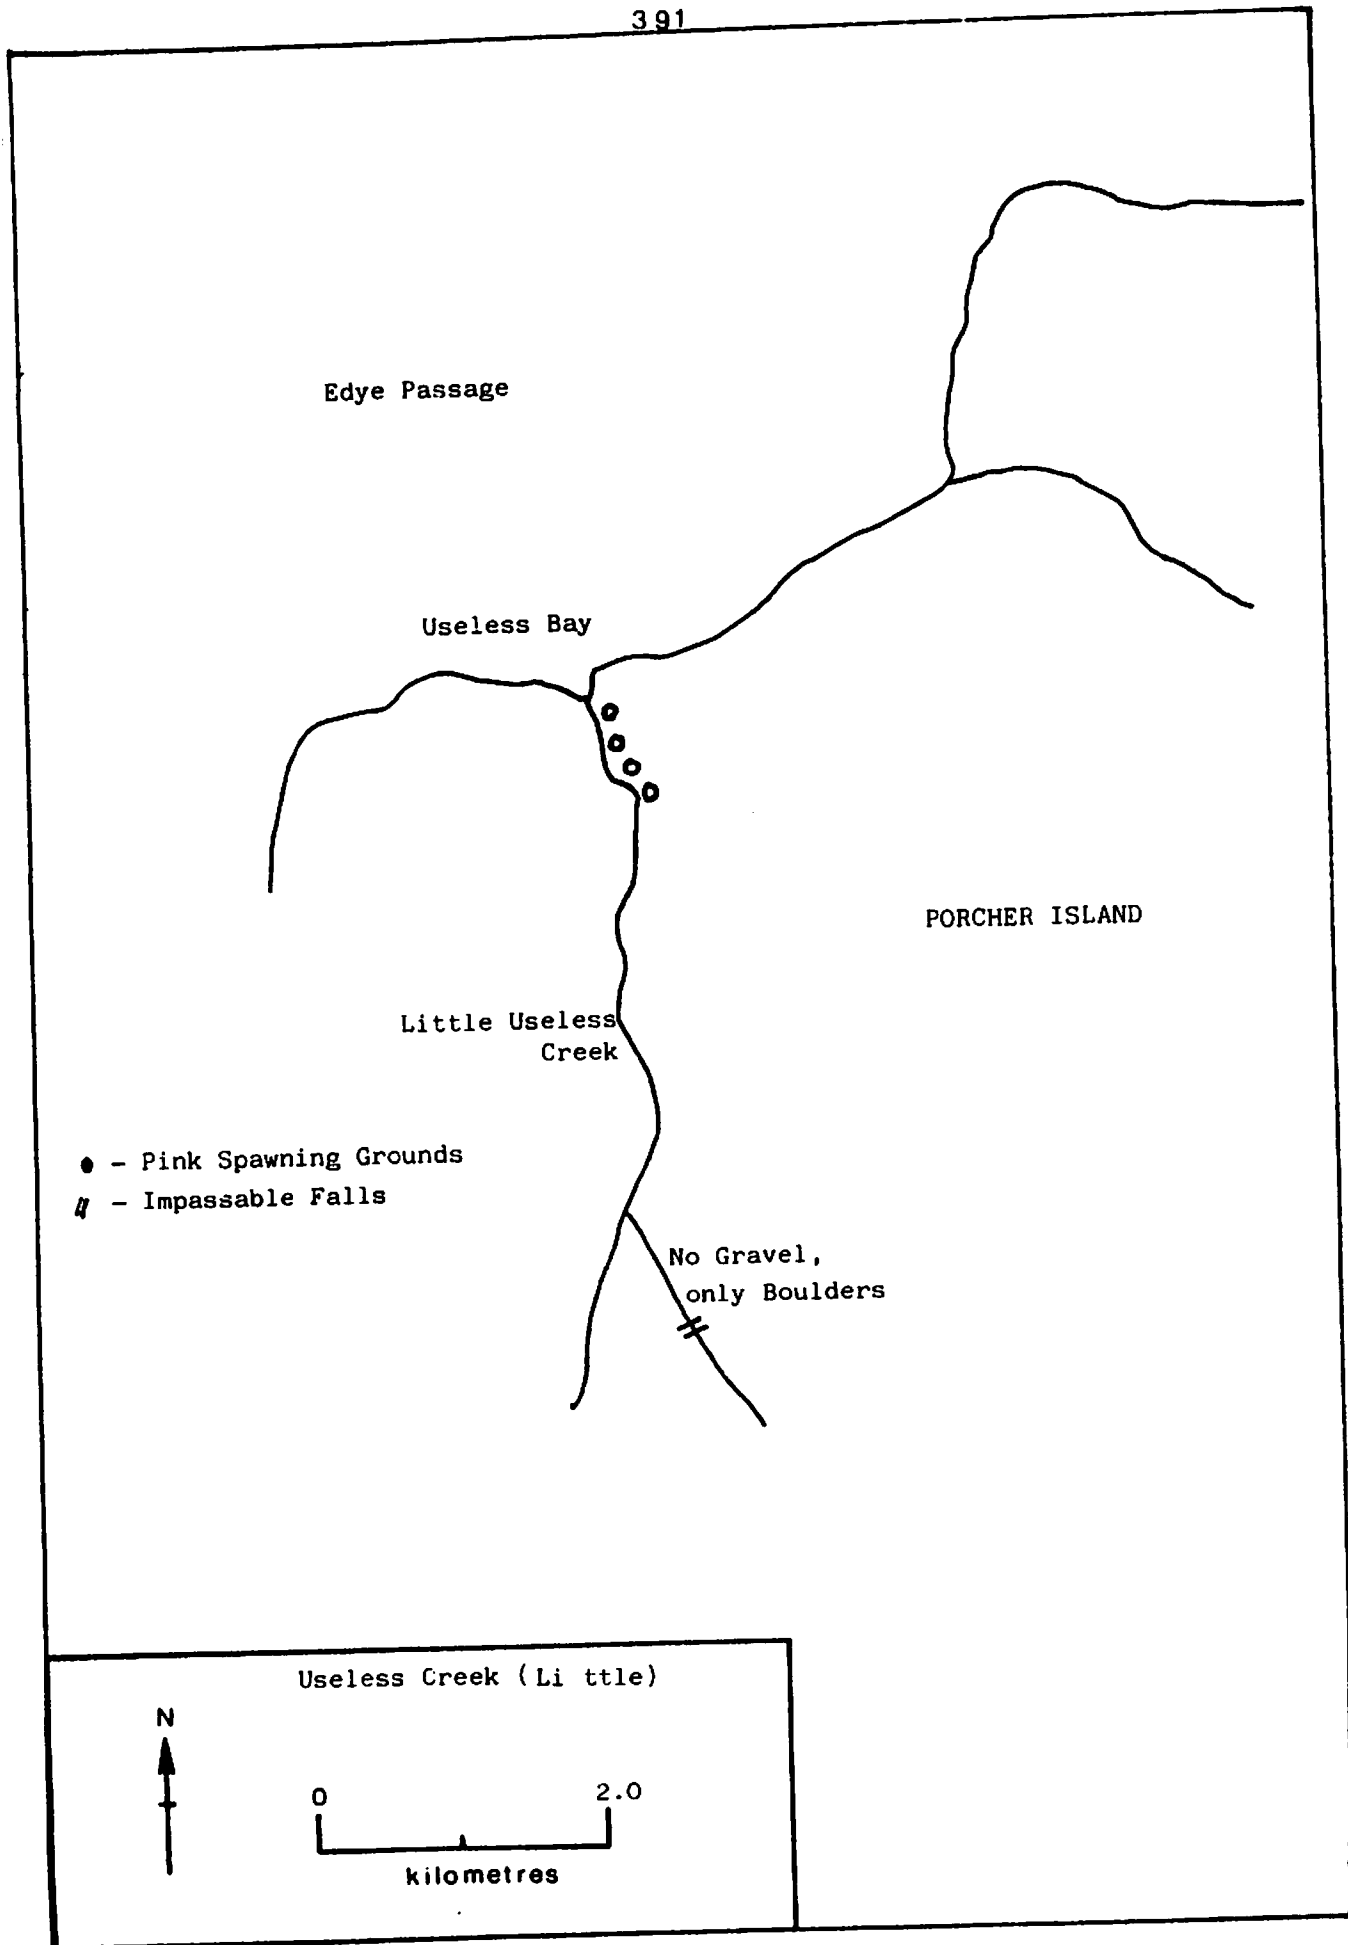 391
Edye Passage
Useless Bay
PORCHER ISLAND
Little Useless
Creek
- Pink Spawning Grounds
- Impassable Falls
No Gravel,
only Boulders
Useless Creek (Li ttle)
N
0 2.0
kilometres